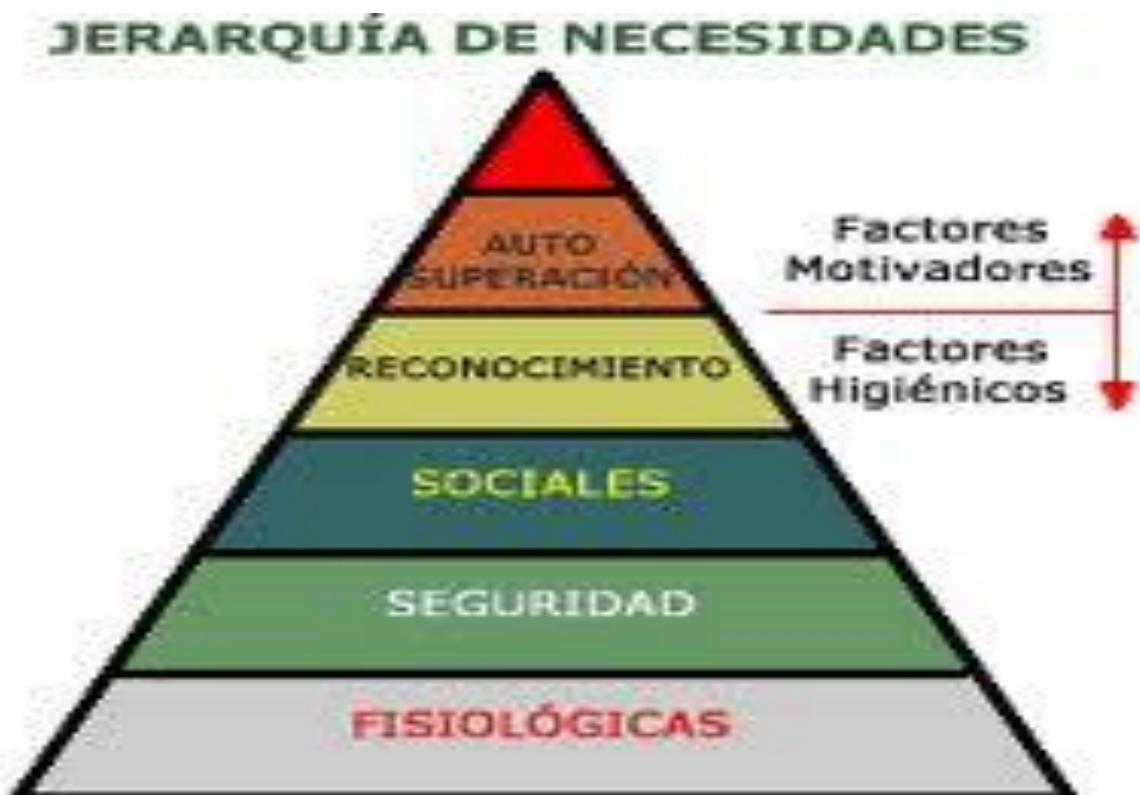 JERARQUÍA DE NECESIDADES
AUTO
SUPERACIÓN
Factores
Motivadores
RECONOCIMIENTO
Factores
Higiénicos
SOCIALES
SEGURIDAD
FISIOLÓGICAS